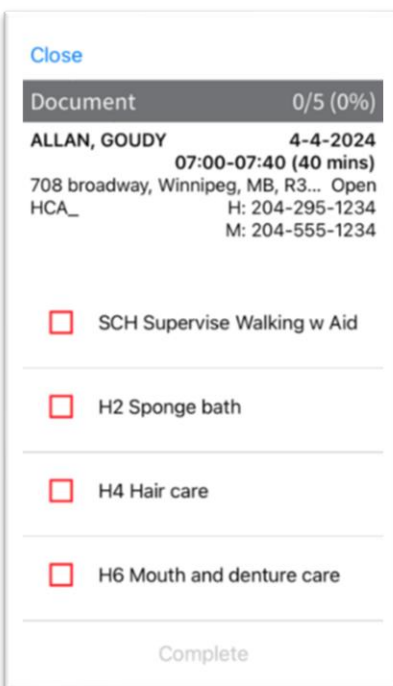 Close
Document 0/5 (0%)
ALLAN, GOUDY 4-4-2024
07:00-07:40 (40 mins)
708 broadway, Winnipeg, MB, R3... Open
HCA_ H: 204-295-1234
M: 204-555-1234
SCH Supervise Walking w Aid
H2 Sponge bath
H4 Hair care
H6 Mouth and denture care
Complete